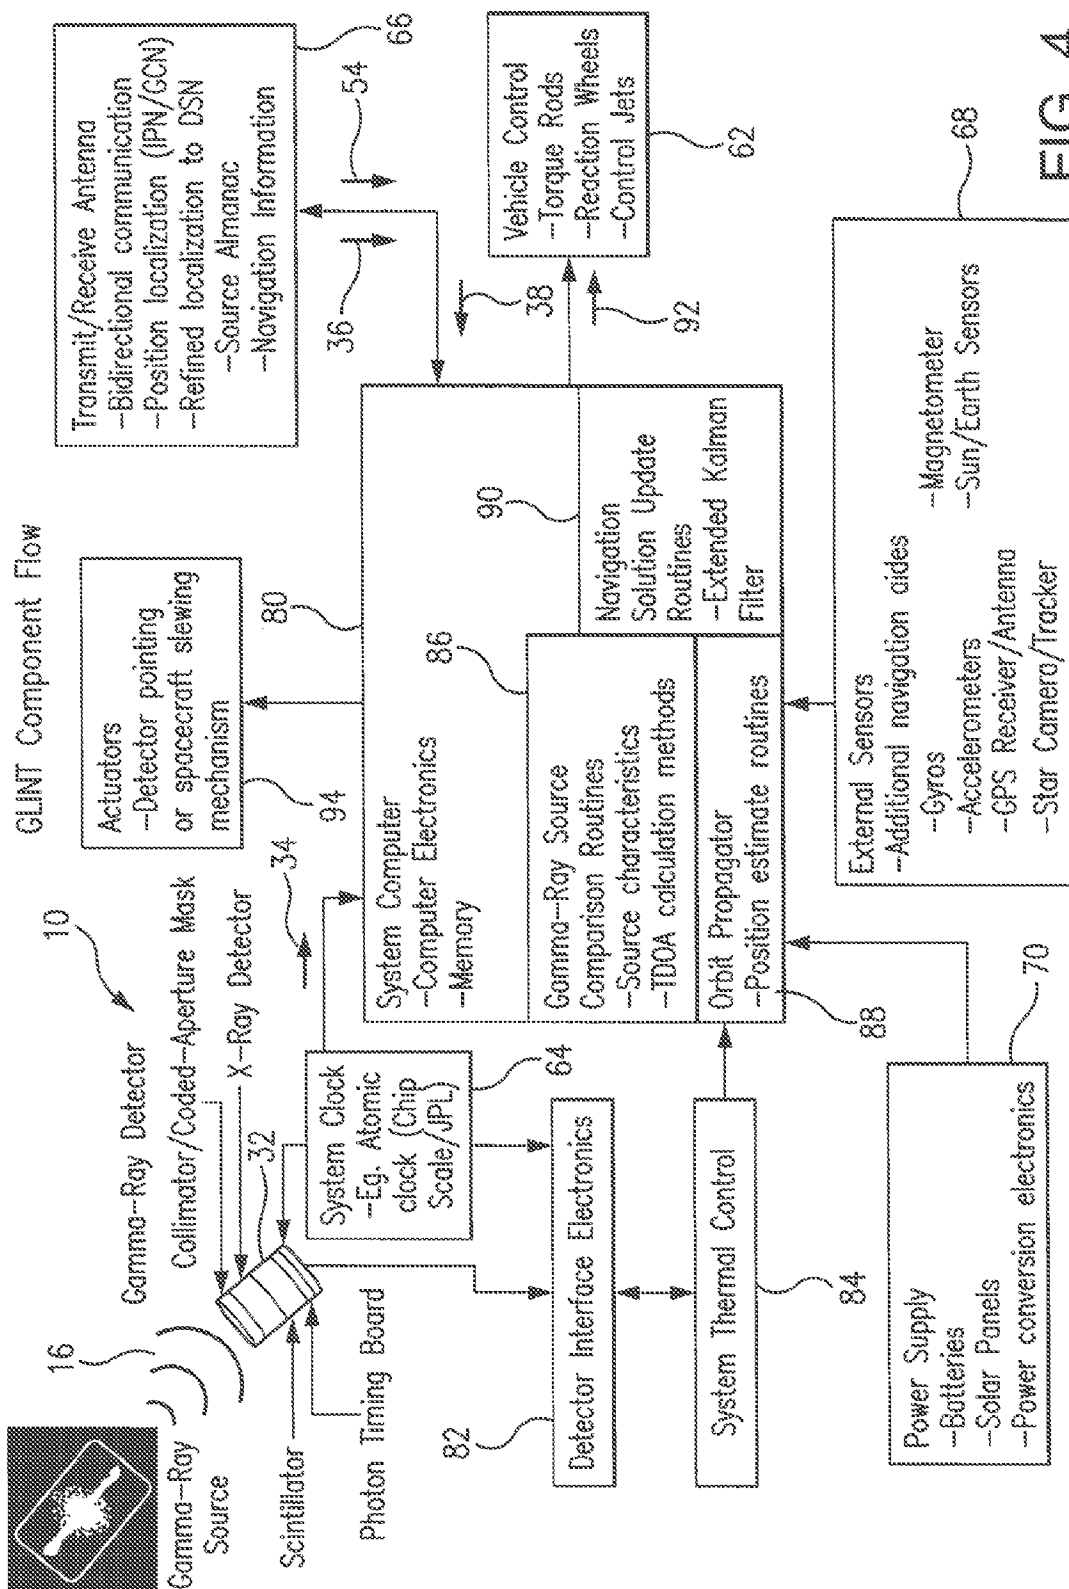 GLINT Component Flow
10
16
Gamma-Ray
Source
Gamma-Ray Detector
Collimator/Coded-Aperture Mask
X-Ray Detector
32
34
Scintillator
Photon Timing Board
System Clock
-Eg. Atomic
clock (Chip
Scale/JPL)
64
82
Detector Interface Electronics
System Thermal Control
84
Power Supply
-Batteries
-Solar Panels
-Power conversion electronics
70
Actuators
-Detector pointing
or spacecraft slewing
mechanism
94
80
System Computer
-Computer Electronics
-Memory
86
Gamma-Ray Source
Comparison Routines
-Source characteristics
-TDOA calculation methods
Orbit Propagator
-Position estimate routines
88
90
Navigation
Solution Update
Routines
-Extended Kalman
Filter
Transmit/Receive Antenna
-Bidirectional communication
-Position localization (IPN/GCN)
-Refined localization to DSN
-Source Almanac
-Navigation Information
66
36
54
38
92
Vehicle Control
-Torque Rods
-Reaction Wheels
-Control Jets
62
External Sensors
-Additional navigation aides
-Gyros
-Accelerometers
-GPS Receiver/Antenna
-Star Camera/Tracker
-Magnetometer
-Sun/Earth Sensors
68
FIG. 4